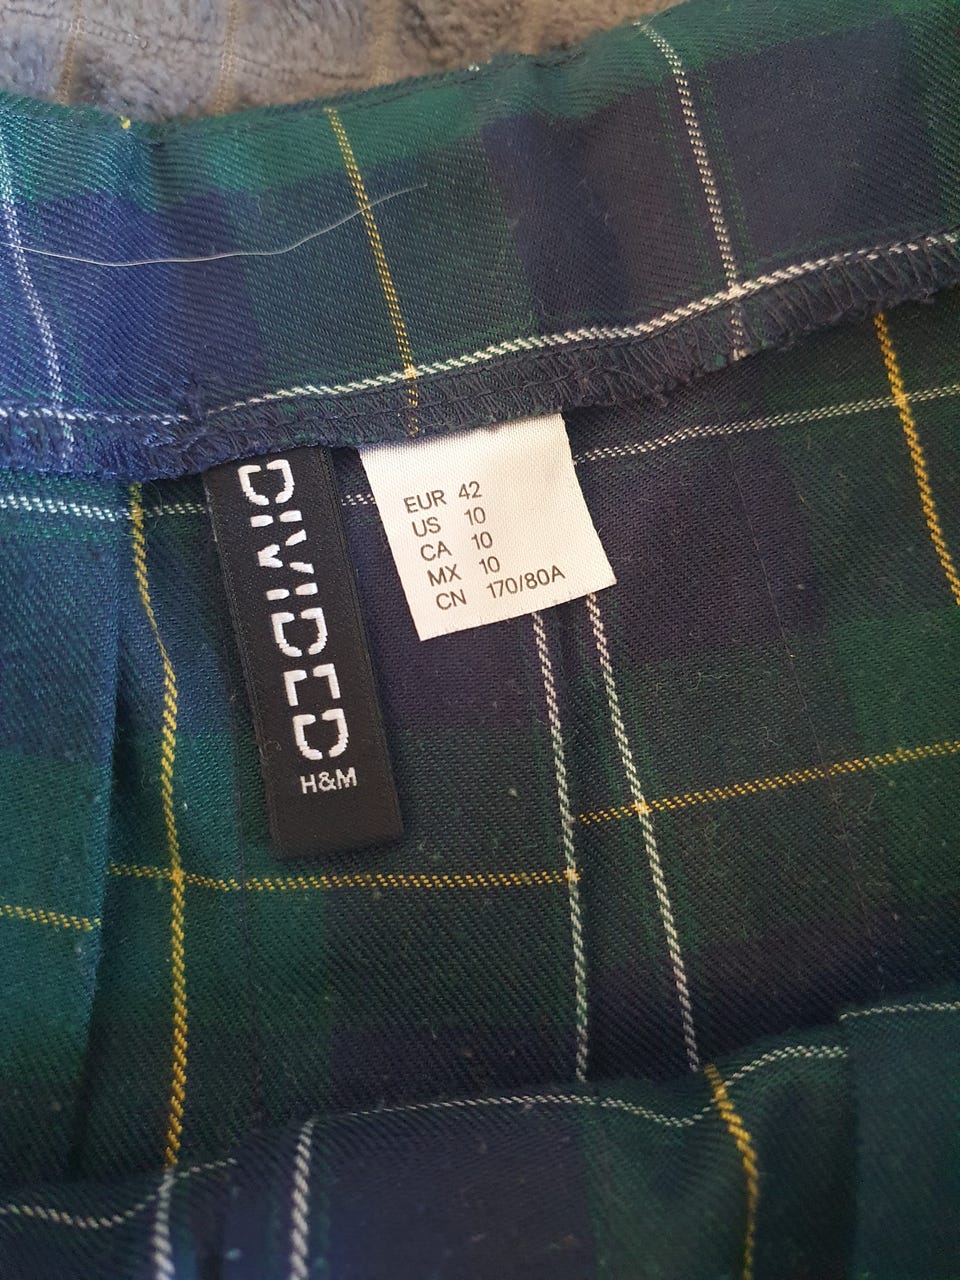 DIVIDED
H&M
EUR 42
US 10
CA 10
MX 10
CN 170/80A